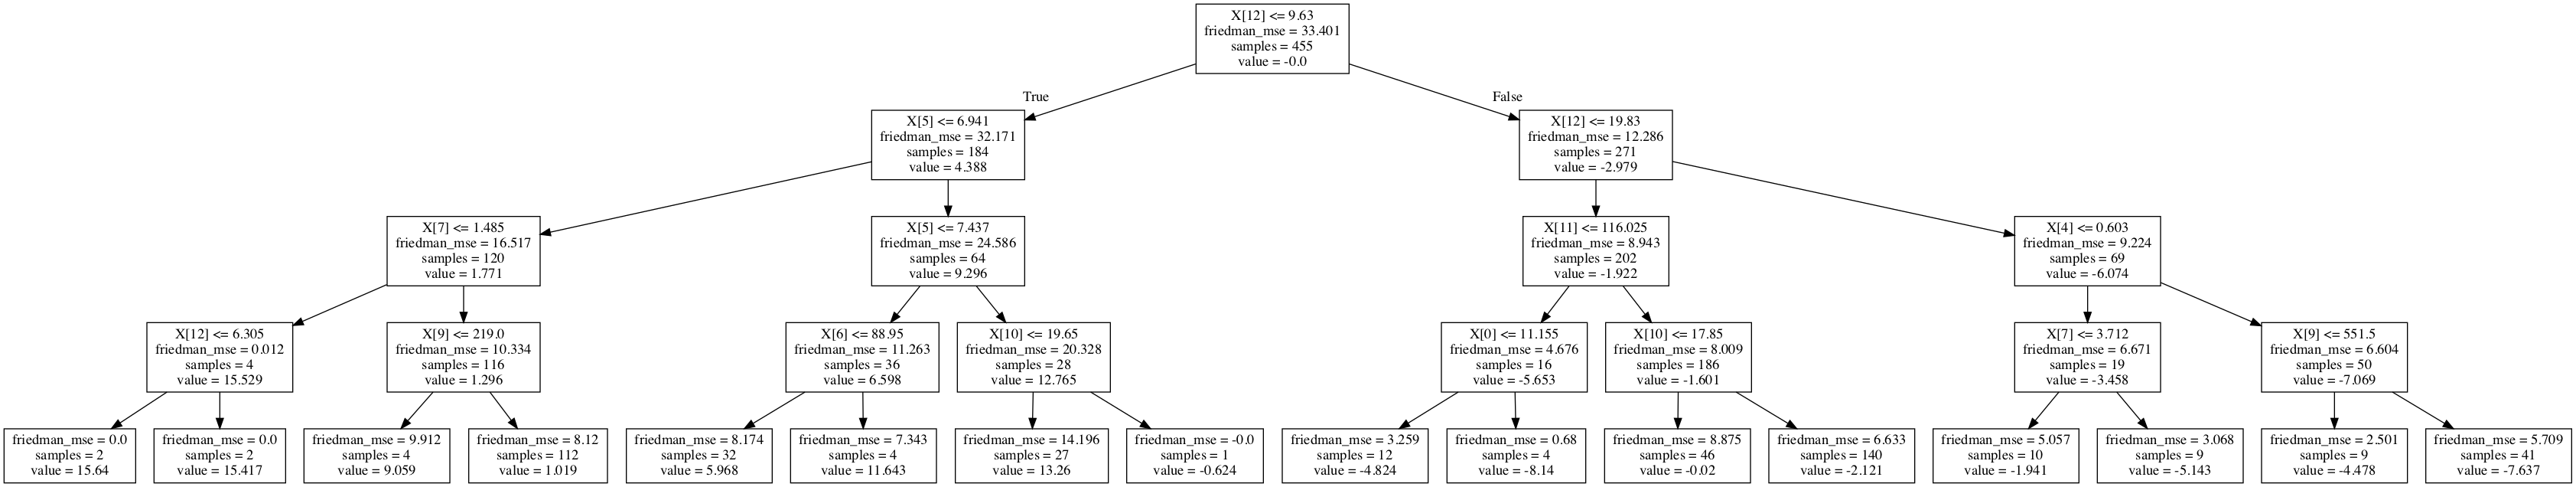 X[12] <= 9.63
friedman_mse = 33.401
samples = 455
value = -0.0
True
False
X[5] <= 6.941
friedman_mse = 32.171
samples = 184
value = 4.388
X[12] <= 19.83
friedman_mse = 12.286
samples = 271
value = -2.979
X[7] <= 1.485
friedman_mse = 16.517
samples = 120
value = 1.771
X[5] <= 7.437
friedman_mse = 24.586
samples = 64
value = 9.296
X[11] <= 116.025
friedman_mse = 8.943
samples = 202
value = -1.922
X[4] <= 0.603
friedman_mse = 9.224
samples = 69
value = -6.074
X[12] <= 6.305
friedman_mse = 0.012
samples = 4
value = 15.529
X[9] <= 219.0
friedman_mse = 10.334
samples = 116
value = 1.296
X[6] <= 88.95
friedman_mse = 11.263
samples = 36
value = 6.598
X[10] <= 19.65
friedman_mse = 20.328
samples = 28
value = 12.765
X[0] <= 11.155
friedman_mse = 4.676
samples = 16
value = -5.653
X[10] <= 17.85
friedman_mse = 8.009
samples = 186
value = -1.601
X[7] <= 3.712
friedman_mse = 6.671
samples = 19
value = -3.458
X[9] <= 551.5
friedman_mse = 6.604
samples = 50
value = -7.069
friedman_mse = 0.0
samples = 2
value = 15.64
friedman_mse = 0.0
samples = 2
value = 15.417
friedman_mse = 9.912
samples = 4
value = 9.059
friedman_mse = 8.12
samples = 112
value = 1.019
friedman_mse = 8.174
samples = 32
value = 5.968
friedman_mse = 7.343
samples = 4
value = 11.643
friedman_mse = 14.196
samples = 27
value = 13.26
friedman_mse = -0.0
samples = 1
value = -0.624
friedman_mse = 3.259
samples = 12
value = -4.824
friedman_mse = 0.68
samples = 4
value = -8.14
friedman_mse = 8.875
samples = 46
value = -0.02
friedman_mse = 6.633
samples = 140
value = -2.121
friedman_mse = 5.057
samples = 10
value = -1.941
friedman_mse = 3.068
samples = 9
value = -5.143
friedman_mse = 2.501
samples = 9
value = -4.478
friedman_mse = 5.709
samples = 41
value = -7.637